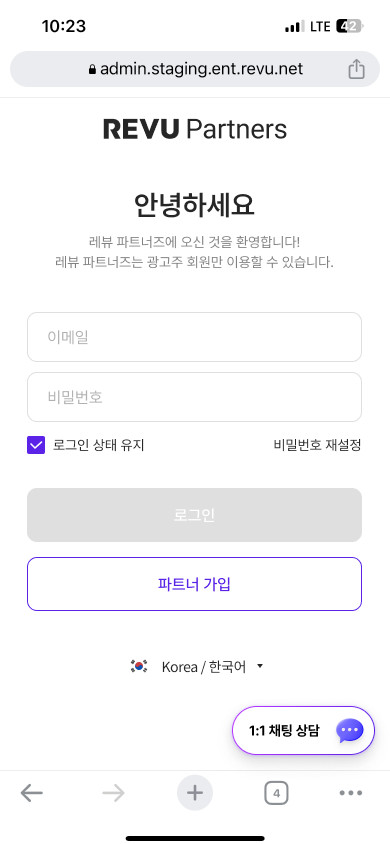 10:23
LTE
42
admin.staging.ent.revu.net
REVU Partners
안녕하세요
레뷰 파트너즈에 오신 것을 환영합니다!
레뷰 파트너즈는 광고주 회원만 이용할 수 있습니다.
이메일
비밀번호
로그인 상태 유지
비밀번호 재설정
로그인
파트너 가입
Korea / 한국어
1:1 채팅 상담
4